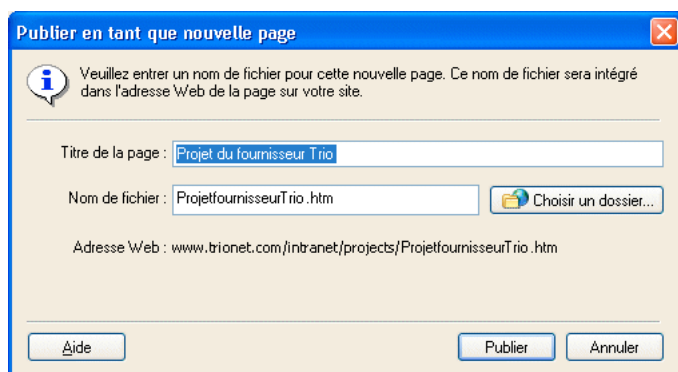 Publier en tant que nouvelle page
Veuillez entrer un nom de fichier pour cette nouvelle page. Ce nom de fichier sera intégré
dans l'adresse Web de la page sur votre site.
Titre de la page : Projet du fournisseur Trio
Nom de fichier : ProjetfournisseurTrio.htm Choisir un dossier...
Adresse Web : www.trionet.com/intranet/projects/ProjetfournisseurTrio.htm
Aide Publier Annuler